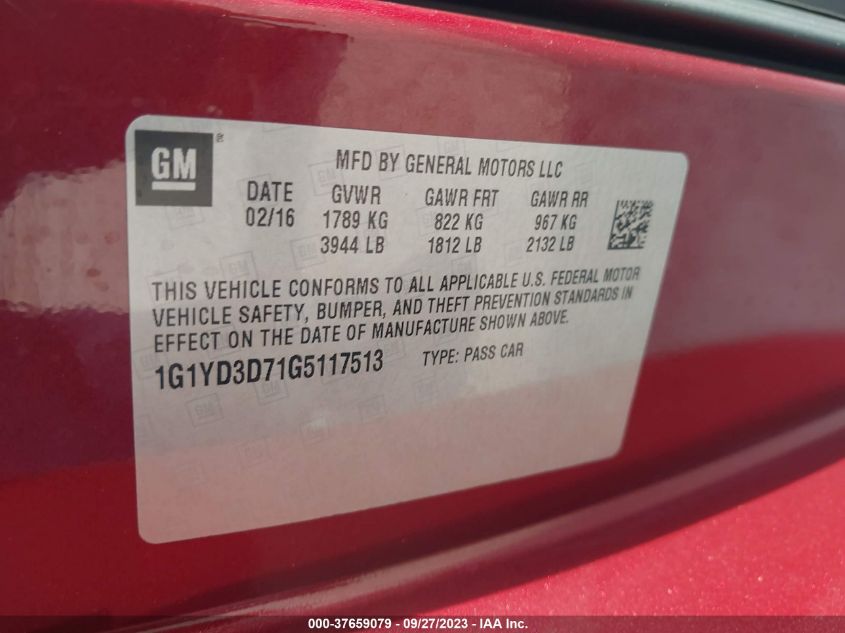 GM
MFD BY GENERAL MOTORS LLC
DATE GVWR GAWR FRT GAWR RR
02/16 1789 KG 822 KG 967 KG
3944 LB 1812 LB 2132 LB
THIS VEHICLE CONFORMS TO ALL APPLICABLE U.S. FEDERAL MOTOR
VEHICLE SAFETY, BUMPER, AND THEFT PREVENTION STANDARDS IN
EFFECT ON THE DATE OF MANUFACTURE SHOWN ABOVE.
1G1YD3D71G5117513 TYPE: PASS CAR
000-37659079 - 09/27/2023 - IAA Inc.